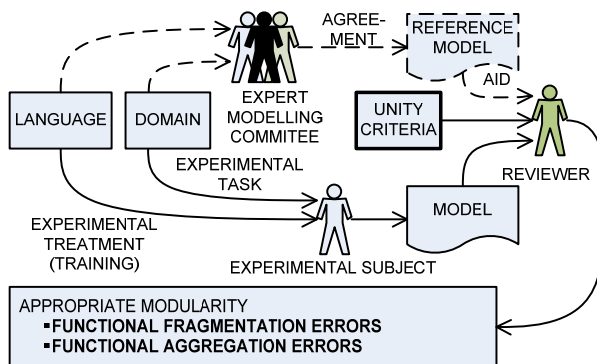 AGREE-
MENT
REFERENCE
MODEL
AID
LANGUAGE
DOMAIN
EXPERT
MODELLING
COMMITEE
UNITY
CRITERIA
REVIEWER
EXPERIMENTAL
TASK
MODEL
EXPERIMENTAL
TREATMENT
(TRAINING)
EXPERIMENTAL SUBJECT
APPROPRIATE MODULARITY
▪FUNCTIONAL FRAGMENTATION ERRORS
▪FUNCTIONAL AGGREGATION ERRORS